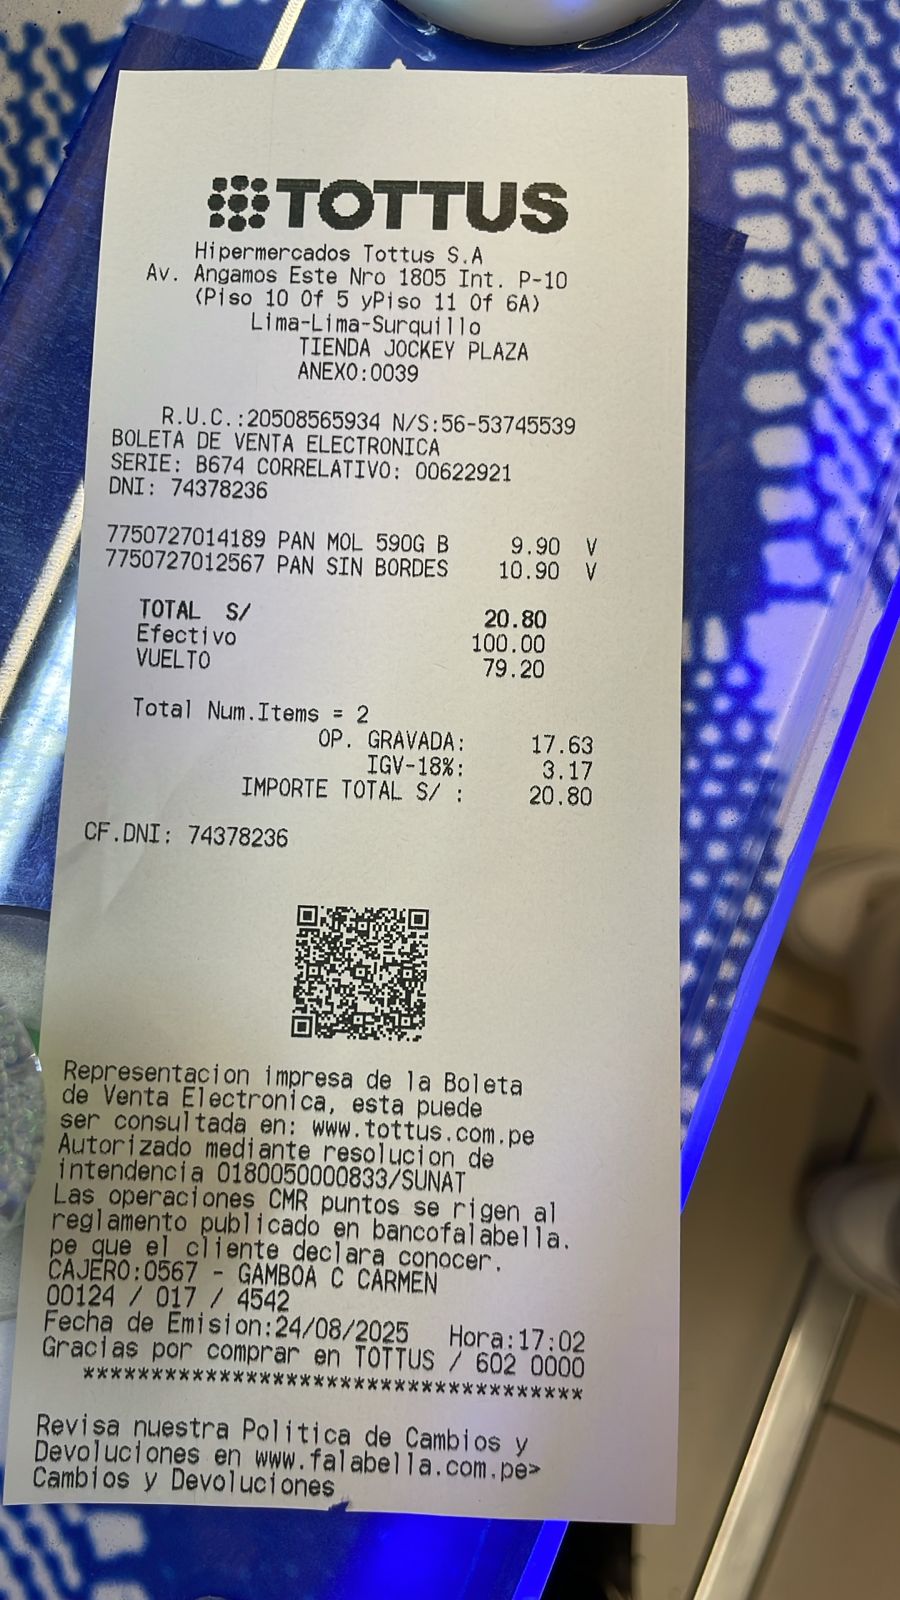 TOTTUS
Hipermercados Tottus S.A
Av. Angamos Este Nro 1805 Int. P-10
(Piso 10 Of 5 yPiso 11 Of 6A)
Lima-Lima-Surquillo
TIENDA JOCKEY PLAZA
ANEXO:0039
R.U.C.:20508565934 N/S:56-53745539
BOLETA DE VENTA ELECTRONICA
SERIE: B674 CORRELATIVO: 00622921
DNI: 74378236
7750727014189 PAN MOL 590G B 9.90 V
7750727012567 PAN SIN BORDES 10.90 V
TOTAL S/ 20.80
Efectivo 100.00
VUELTO 79.20
Total Num.Items = 2
OP. GRAVADA: 17.63
IGV-18%: 3.17
IMPORTE TOTAL S/ : 20.80
CF.DNI: 74378236
Representacion impresa de la Boleta
de Venta Electronica, esta puede
ser consultada en: www.tottus.com.pe
Autorizado mediante resolucion de
intendencia 0180050000833/SUNAT
Las operaciones CMR puntos se rigen al
reglamento publicado en bancofalabella.
pe que el cliente declara conocer.
CAJERO:0567 - GAMBOA C CARMEN
00124 / 017 / 4542
Fecha de Emision:24/08/2025 Hora:17:02
Gracias por comprar en TOTTUS / 602 0000
*************************************
Revisa nuestra Politica de Cambios y
Devoluciones en www.falabella.com.pe>
Cambios y Devoluciones